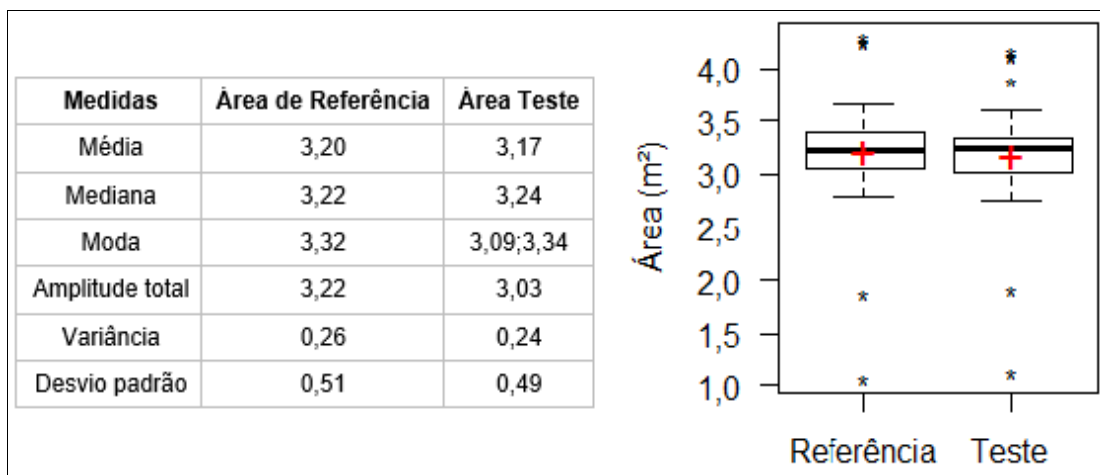 Medidas Área de Referência Área Teste
Média 3,20 3,17
Mediana 3,22 3,24
Moda 3,32 3,09;3,34
Amplitude total 3,22 3,03
Variância 0,26 0,24
Desvio padrão 0,51 0,49
Área (m²)
4,0
3,5
3,0
2,5
2,0
1,5
1,0
Referência Teste